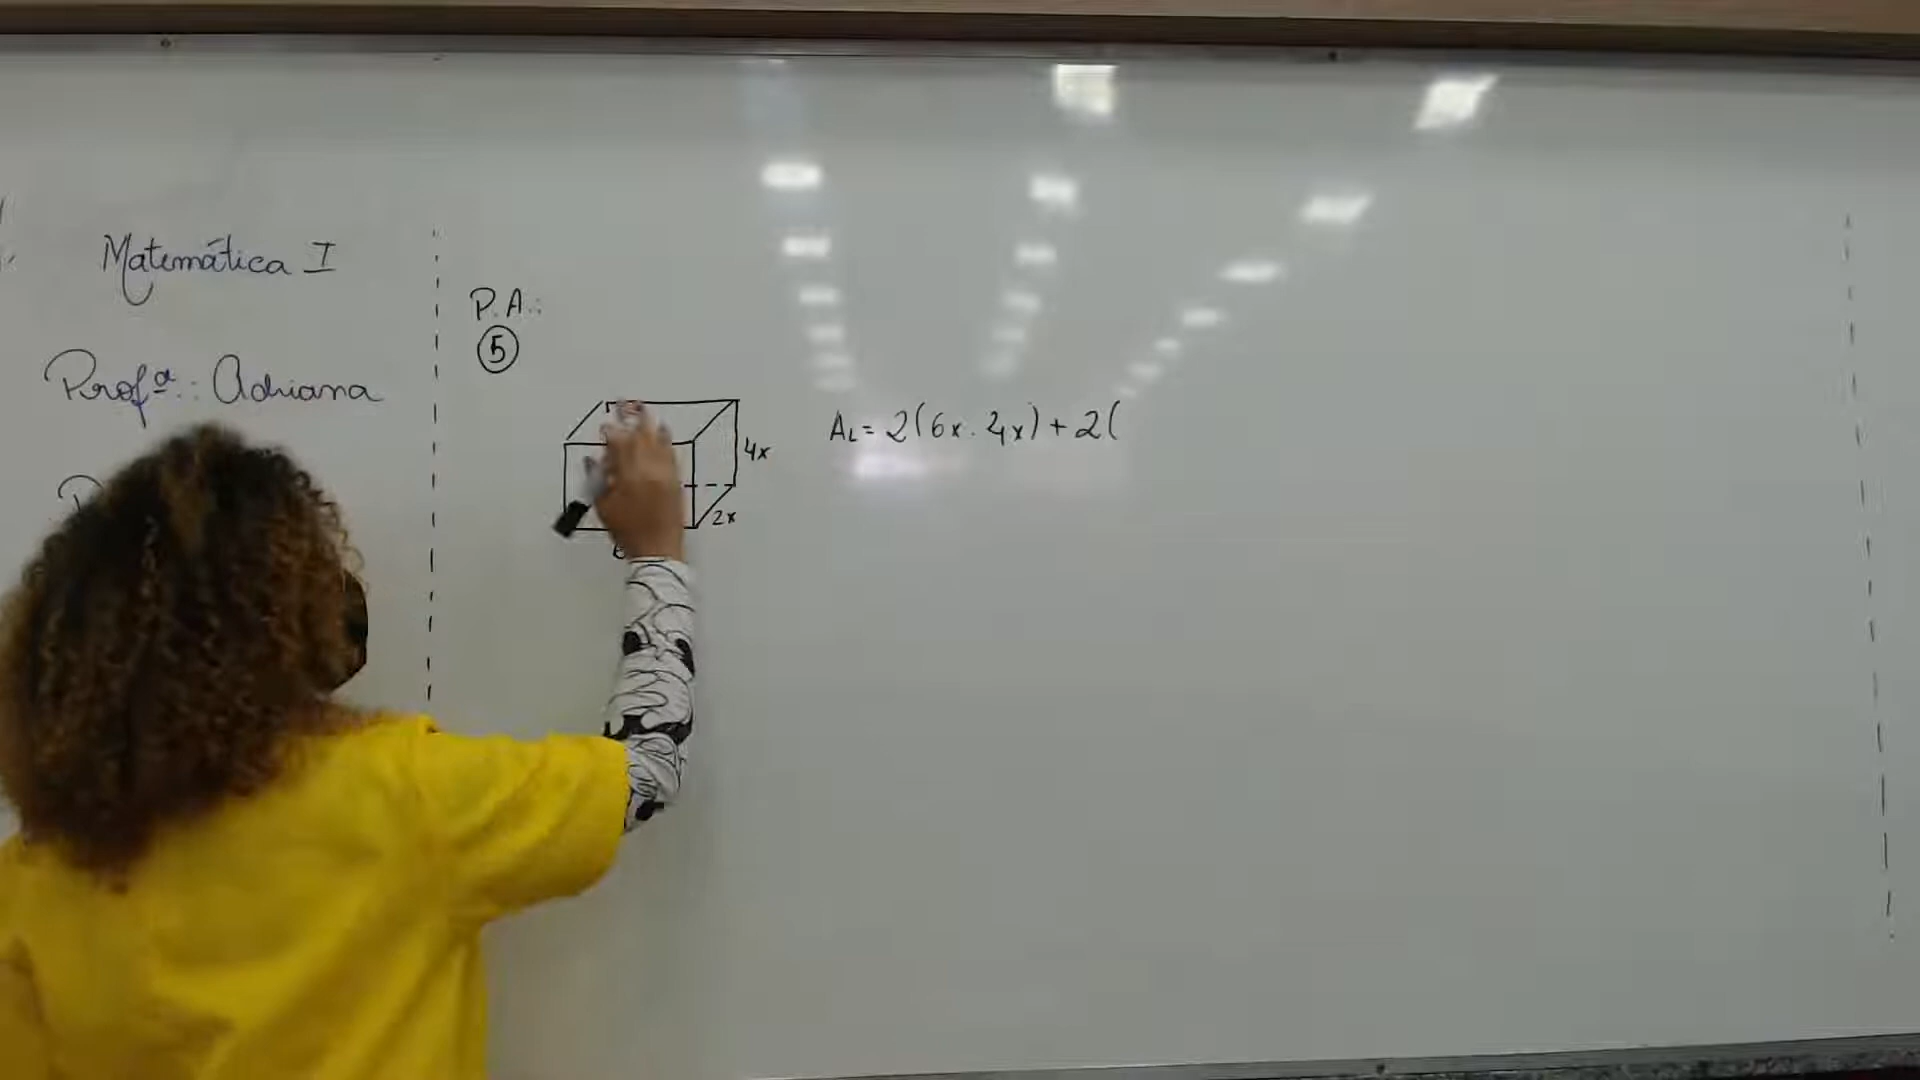 Matemática I
Profª.: Adriana
P.A.:
5
4x
2x
AL = 2(6x . 4x) + 2(